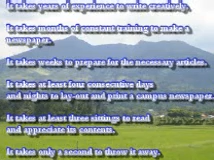 It takes years of experience to write creatively.
It takes months of constant training to make a
newspaper.
It takes weeks to prepare for the necessary articles.
It takes at least four consecutive days
and nights to lay-out and print a campus newspaper.
It takes at least three sittings to read
and appreciate its contents.
It takes only a second to throw it away.